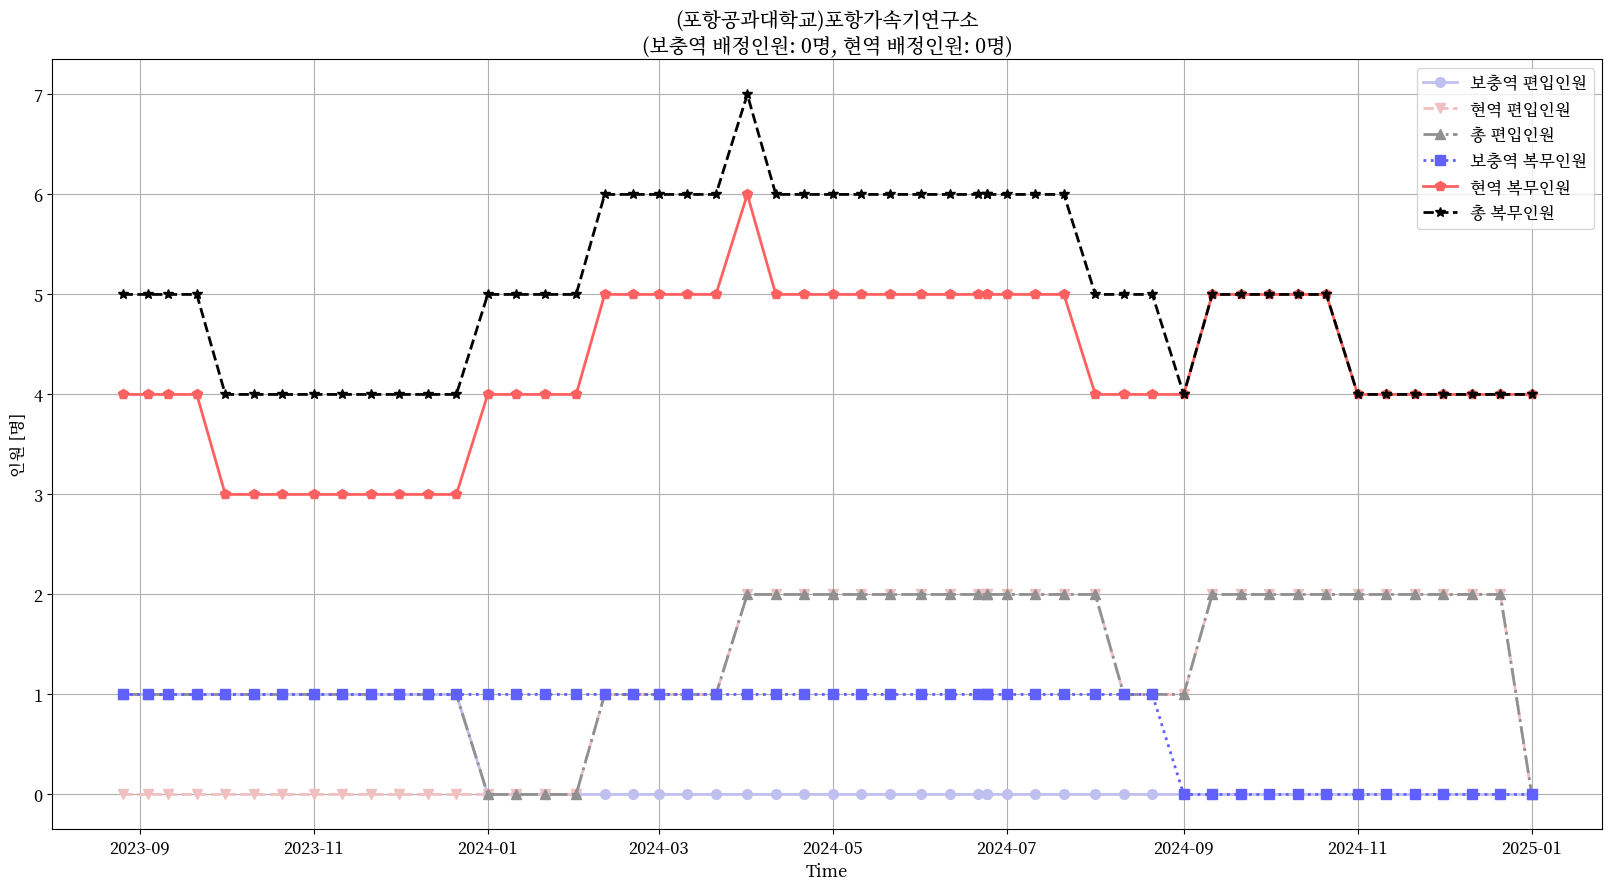 (포항공과대학교)포항가속기연구소
(보충역 배정인원: 0명, 현역 배정인원: 0명)
보충역 편입인원
현역 편입인원
총 편입인원
보충역 복무인원
현역 복무인원
총 복무인원
인원 [명]
7
6
5
4
3
2
1
0
2023-09
2023-11
2024-01
2024-03
2024-05
2024-07
2024-09
2024-11
2025-01
Time